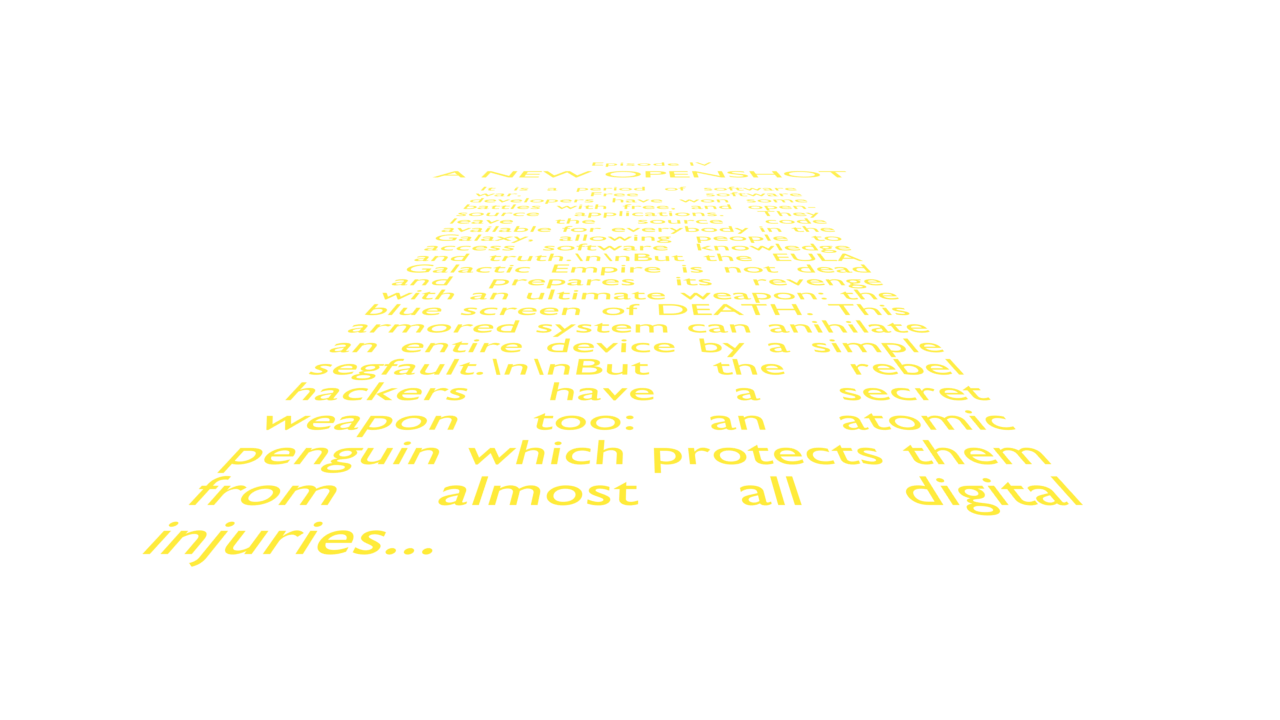 Episode IV
A NEW OPENSHOT
It is a period of software
war. Free software
developers have won some
battles with free, and open-
source applications. They
leave the source code
available for everybody in the
Galaxy, allowing people to
access software knowledge
and truth.\n\nBut the EULA
Galactic Empire is not dead
and prepares its revenge
with an ultimate weapon: the
blue screen of DEATH. This
armored system can anihilate
an entire device by a simple
segfault.\n\nBut the rebel
hackers have a secret
weapon too: an atomic
penguin which protects them
from almost all digital
injuries...